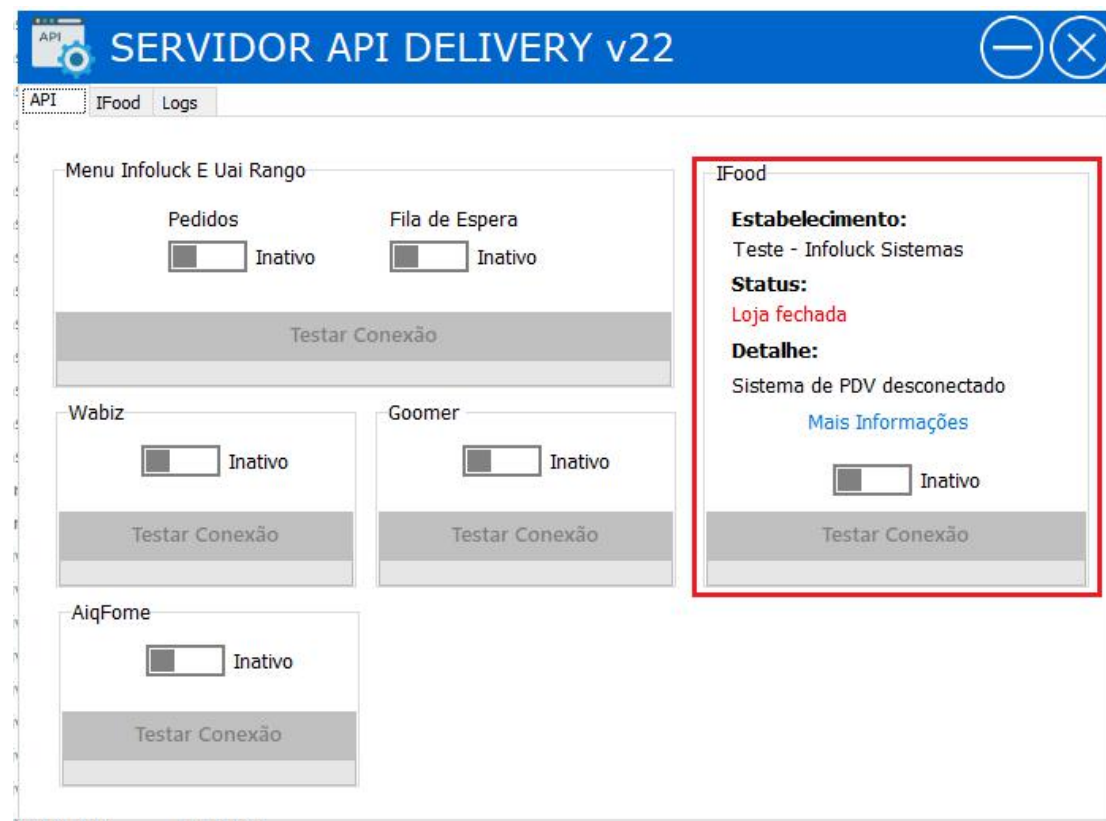 API
SERVIDOR API DELIVERY v22
API IFood Logs
Menu Infoluck E Uai Rango
Pedidos Fila de Espera
Inativo Inativo
Testar Conexão
IFood
Estabelecimento:
Teste - Infoluck Sistemas
Status:
Loja fechada
Detalhe:
Sistema de PDV desconectado
Mais Informações
Inativo
Testar Conexão
Wabiz
Inativo
Testar Conexão
Goomer
Inativo
Testar Conexão
AiqFome
Inativo
Testar Conexão